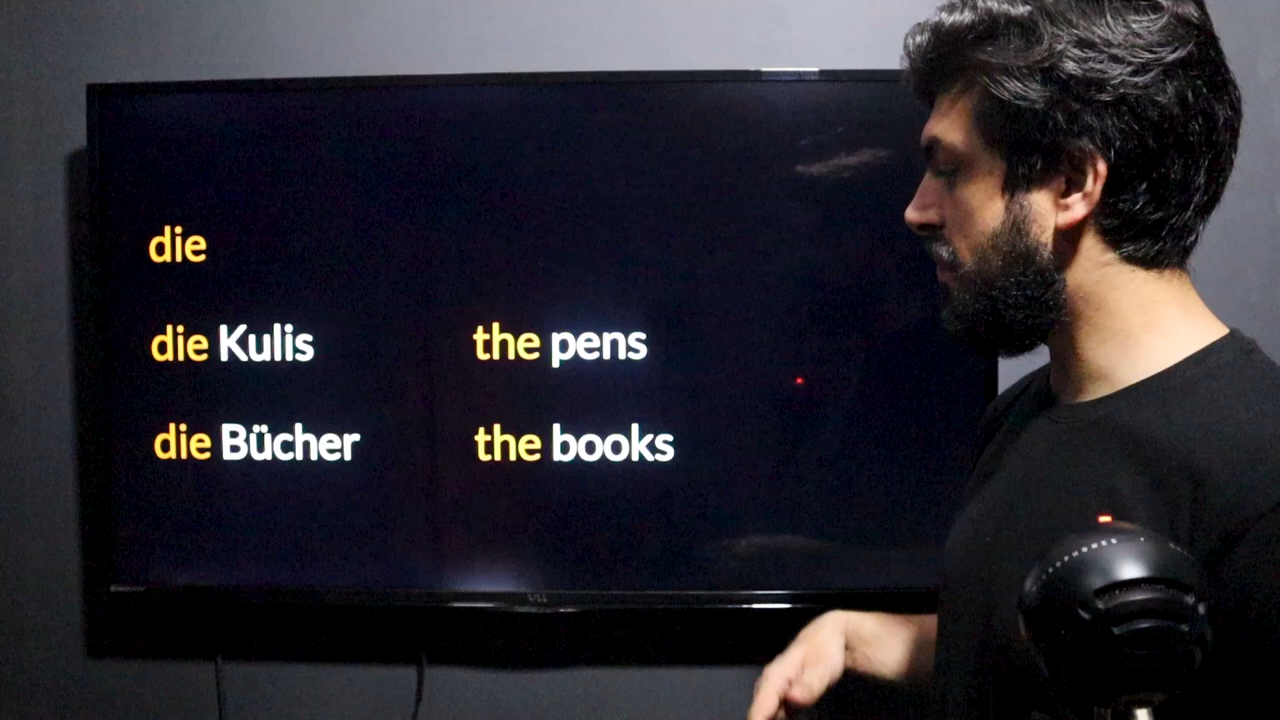 die
die Kulis the pens
die Bücher the books